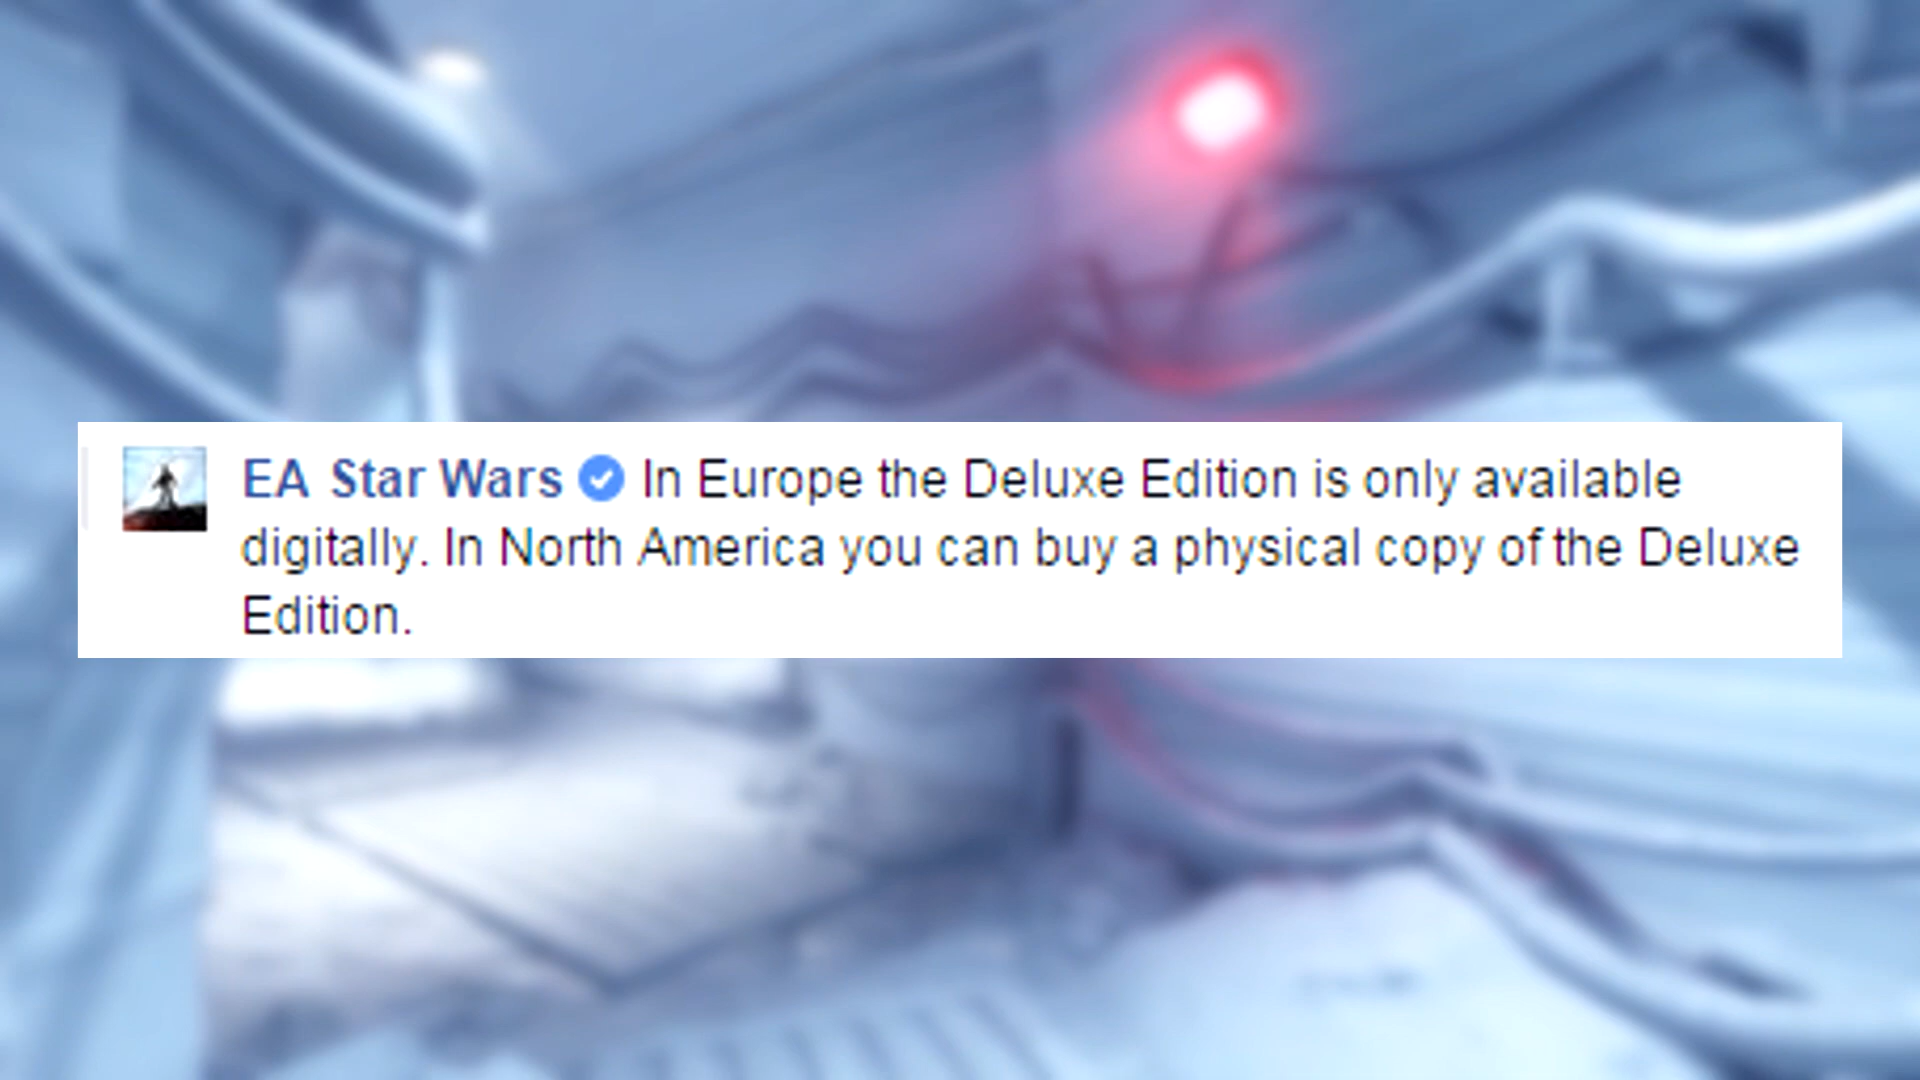 EA Star Wars In Europe the Deluxe Edition is only available
digitally. In North America you can buy a physical copy of the Deluxe
Edition.